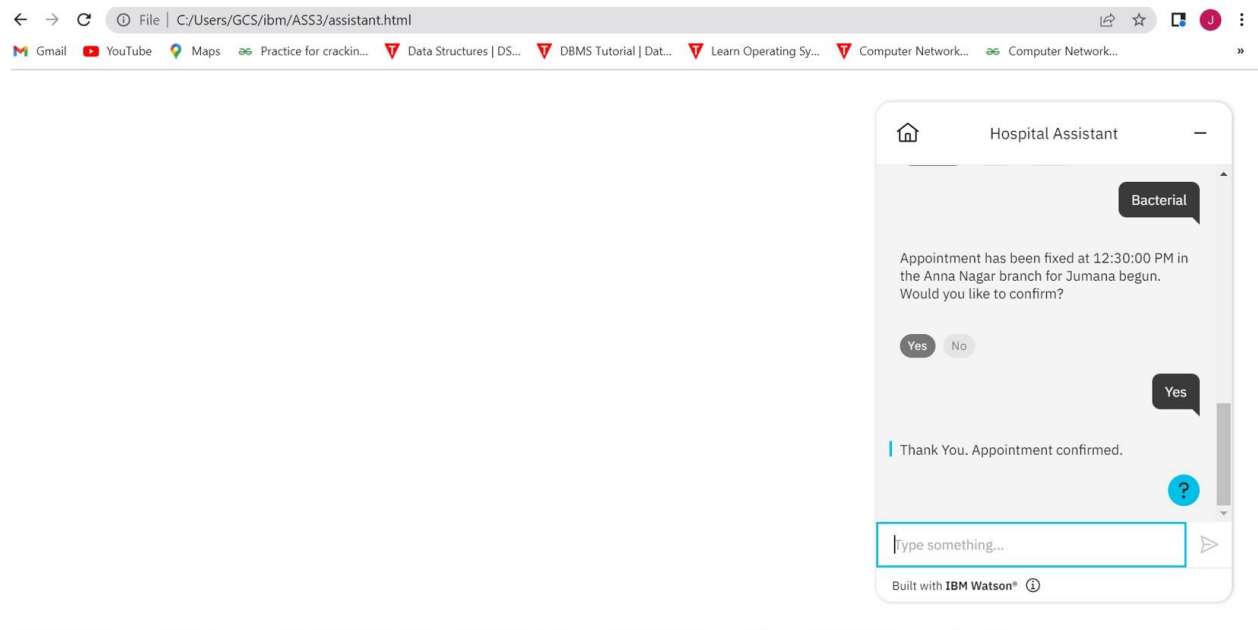 File | C:/Users/GCS/ibm/ASS3/assistant.html
J
Gmail YouTube Maps Practice for crackin... Data Structures | DS... DBMS Tutorial | Dat... Learn Operating Sy... Computer Network... Computer Network... »
Hospital Assistant
Bacterial
Appointment has been fixed at 12:30:00 PM in
the Anna Nagar branch for Jumana begun.
Would you like to confirm?
Yes No
Yes
Thank You. Appointment confirmed.
?
Type something...
Built with IBM Watson®